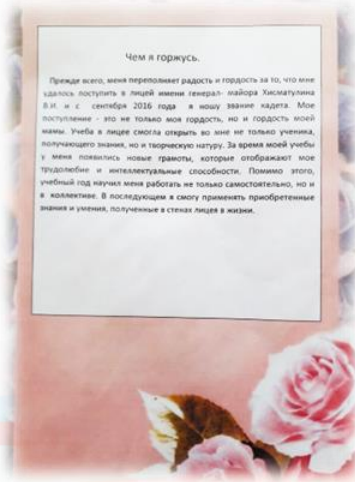 Чем я горжусь.
Прежде всего, меня переполняет радость и гордость за то, что мне
удалось поступить в лицей имени генерал- майора Хисматулина
В.И. и с сентября 2016 года я ношу звание кадета. Мое
поступление - это не только моя гордость, но и гордость моей
мамы. Учеба в лицее смогла открыть во мне не только ученика,
получающего знания, но и творческую натуру. За время моей учебы
у меня появились новые грамоты, которые отображают мое
трудолюбие и интеллектуальные способности. Помимо этого,
учебный год научил меня работать не только самостоятельно, но и
в коллективе. В последующем я смогу применять приобретенные
знания и умения, полученные в стенах лицея в жизни.